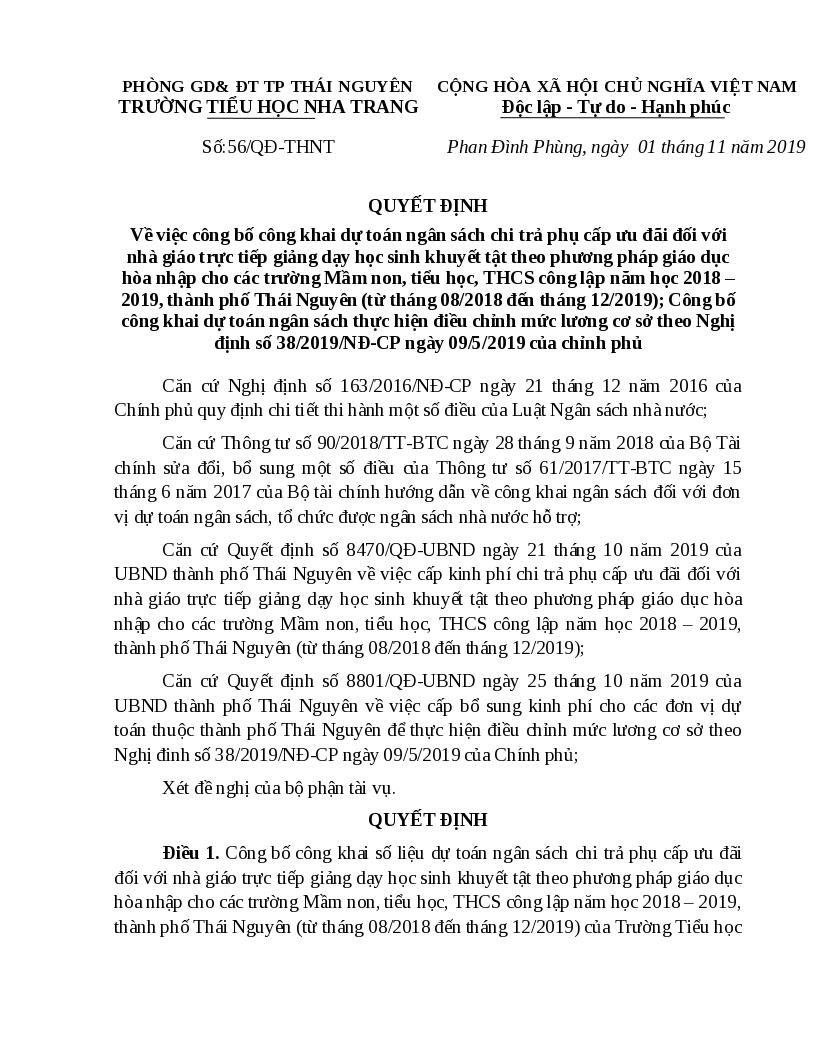 PHÒNG GD& ĐT TP THÁI NGUYÊN
TRƯỜNG TIỂU HỌC NHA TRANG
CỘNG HÒA XÃ HỘI CHỦ NGHĨA VIỆT NAM
Độc lập - Tự do - Hạnh phúc
Số:56/QĐ-THNT
Phan Đình Phùng, ngày 01 tháng 11 năm 2019
QUYẾT ĐỊNH
Về việc công bố công khai dự toán ngân sách chi trả phụ cấp ưu đãi đối với
nhà giáo trực tiếp giảng dạy học sinh khuyết tật theo phương pháp giáo dục
hòa nhập cho các trường Mầm non, tiểu học, THCS công lập năm học 2018 –
2019, thành phố Thái Nguyên (từ tháng 08/2018 đến tháng 12/2019); Công bố
công khai dự toán ngân sách thực hiện điều chỉnh mức lương cơ sở theo Nghị
định số 38/2019/NĐ-CP ngày 09/5/2019 của chính phủ
Căn cứ Nghị định số 163/2016/NĐ-CP ngày 21 tháng 12 năm 2016 của
Chính phủ quy định chi tiết thi hành một số điều của Luật Ngân sách nhà nước;
Căn cứ Thông tư số 90/2018/TT-BTC ngày 28 tháng 9 năm 2018 của Bộ Tài
chính sửa đổi, bổ sung một số điều của Thông tư số 61/2017/TT-BTC ngày 15
tháng 6 năm 2017 của Bộ tài chính hướng dẫn về công khai ngân sách đối với đơn
vị dự toán ngân sách, tổ chức được ngân sách nhà nước hỗ trợ;
Căn cứ Quyết định số 8470/QĐ-UBND ngày 21 tháng 10 năm 2019 của
UBND thành phố Thái Nguyên về việc cấp kinh phí chi trả phụ cấp ưu đãi đối với
nhà giáo trực tiếp giảng dạy học sinh khuyết tật theo phương pháp giáo dục hòa
nhập cho các trường Mầm non, tiểu học, THCS công lập năm học 2018 – 2019,
thành phố Thái Nguyên (từ tháng 08/2018 đến tháng 12/2019);
Căn cứ Quyết định số 8801/QĐ-UBND ngày 25 tháng 10 năm 2019 của
UBND thành phố Thái Nguyên về việc cấp bổ sung kinh phí cho các đơn vị dự
toán thuộc thành phố Thái Nguyên để thực hiện điều chỉnh mức lương cơ sở theo
Nghị đinh số 38/2019/NĐ-CP ngày 09/5/2019 của Chính phủ;
Xét đề nghị của bộ phận tài vụ.
QUYẾT ĐỊNH
Điều 1. Công bố công khai số liệu dự toán ngân sách chi trả phụ cấp ưu đãi
đối với nhà giáo trực tiếp giảng dạy học sinh khuyết tật theo phương pháp giáo dục
hòa nhập cho các trường Mầm non, tiểu học, THCS công lập năm học 2018 – 2019,
thành phố Thái Nguyên (từ tháng 08/2018 đến tháng 12/2019) của Trường Tiểu học